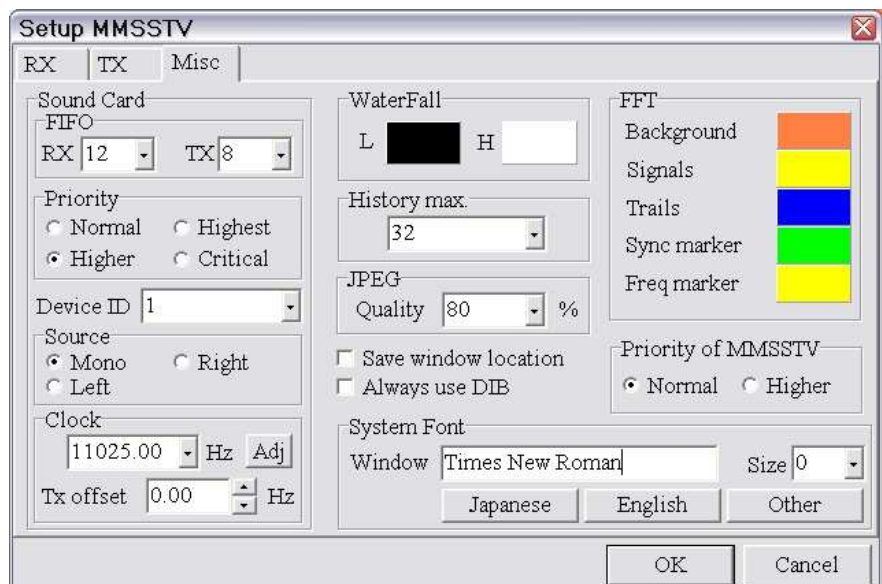 Setup MMSSTV
RX TX Misc
Sound Card
FIFO
RX 12 TX 8
Priority
Normal Highest
Higher Critical
Device ID 1
Source
Mono Right
Left
Clock
11025.00 Hz Adj
Tx offset 0.00 Hz
WaterFall
L H
History max.
32
JPEG
Quality 80 %
Save window location
Always use DIB
FFT
Background
Signals
Trails
Sync marker
Freq marker
Priority of MMSSTV
Normal Higher
System Font
Window Times New Roman Size 0
Japanese English Other
OK Cancel